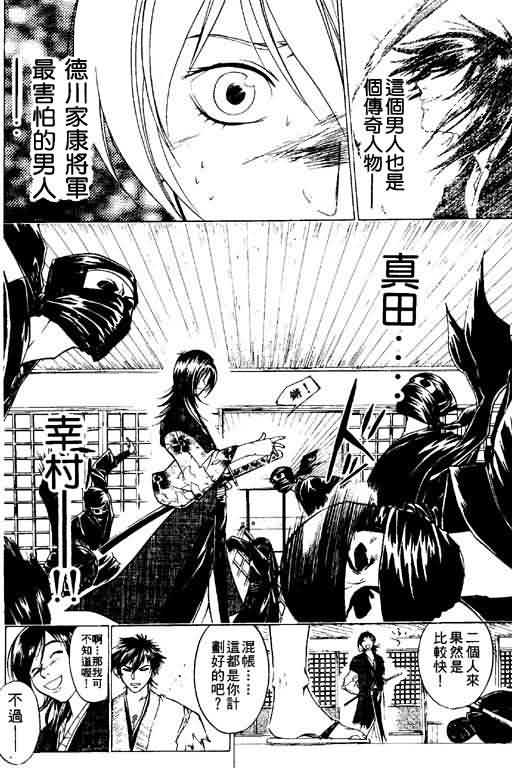 這個男人也是
個傳奇人物——
德川家康將軍
最害怕的男人
——．
真田……
幸村——!!
二個人來
果然是
比較快！
混帳……
這都是你計
劃好的吧？
啊…那我可
不知道喔！
不過——